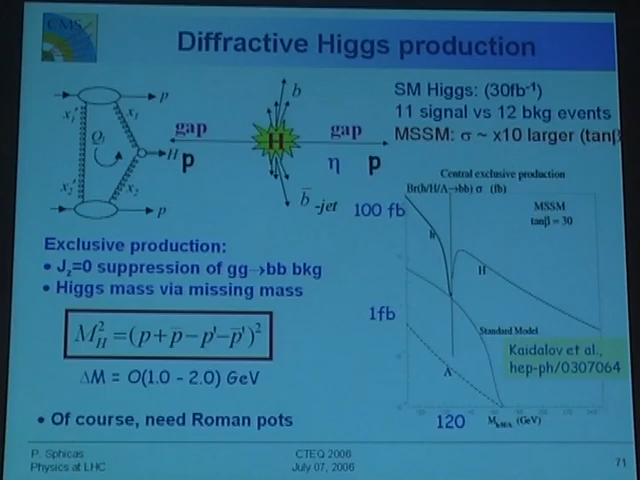 CMS
Diffractive Higgs production
p
x₁'
x₁
Qₜ
H
x₂'
x₂
p
gap
b
H
gap
p
η
p
b̄ -jet
SM Higgs: (30fb⁻¹)
11 signal vs 12 bkg events
MSSM: σ ~ x10 larger (tanβ
Central exclusive production
Br(h/H/A→bb) σ (fb)
MSSM
tanβ = 30
100 fb
h
H
1fb
Standard Model
A
Kaidalov et al.,
hep-ph/0307064
120
(GeV)
Exclusive production:
• J_z=0 suppression of gg→bb bkg
• Higgs mass via missing mass
M_H² =(p+p̄−p'−p̄')²
ΔM = O(1.0 - 2.0) GeV
• Of course, need Roman pots
P. Sphicas
Physics at LHC
CTEQ 2006
July 07, 2006
71